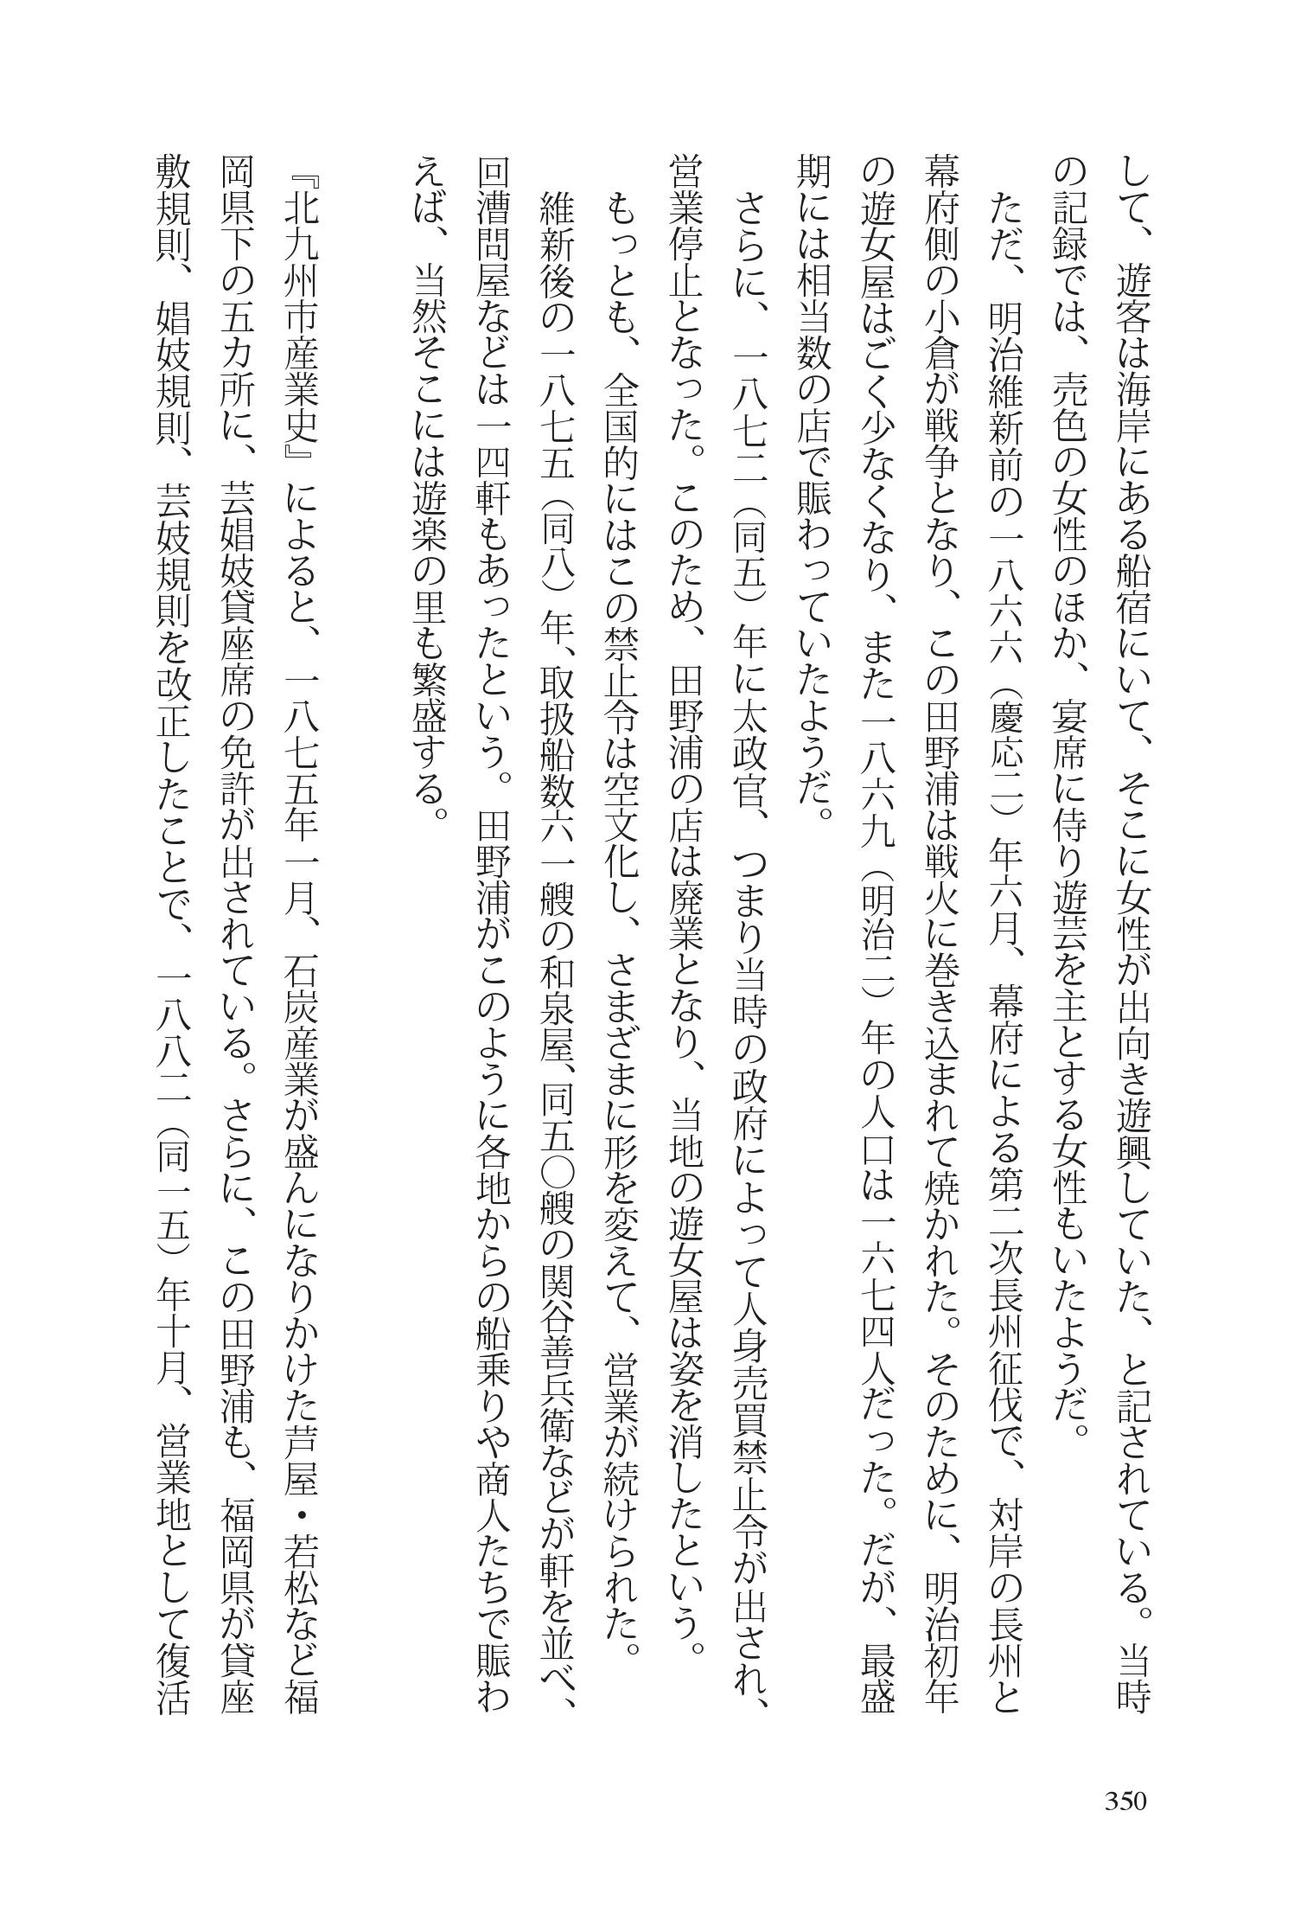 して、遊客は海岸にある船宿にいて、そこに女性が出向き遊興していた、と記されている。当時
の記録では、売色の女性のほか、宴席に侍り遊芸を主とする女性もいたようだ。
ただ、明治維新前の一八六六（慶応二）年六月、幕府による第二次長州征伐で、対岸の長州と
幕府側の小倉が戦争となり、この田野浦は戦火に巻き込まれて焼かれた。そのために、明治初年
の遊女屋はごく少なくなり、また一八六九（明治二）年の人口は一六七四人だった。だが、最盛
期には相当数の店で賑わっていたようだ。
さらに、一八七二（同五）年に太政官、つまり当時の政府によって人身売買禁止令が出され、
営業停止となった。このため、田野浦の店は廃業となり、当地の遊女屋は姿を消したという。
もっとも、全国的にはこの禁止令は空文化し、さまざまに形を変えて、営業が続けられた。
維新後の一八七五（同八）年、取扱船数六一艘の和泉屋、同五〇艘の関谷善兵衛などが軒を並べ、
回漕問屋などは一四軒もあったという。田野浦がこのように各地からの船乗りや商人たちで賑わ
えば、当然そこには遊楽の里も繁盛する。
『北九州市産業史』によると、一八七五年一月、石炭産業が盛んになりかけた芦屋・若松など福
岡県下の五カ所に、芸娼妓貸座席の免許が出されている。さらに、この田野浦も、福岡県が貸座
敷規則、娼妓規則、芸妓規則を改正したことで、一八八二（同一五）年十月、営業地として復活
350